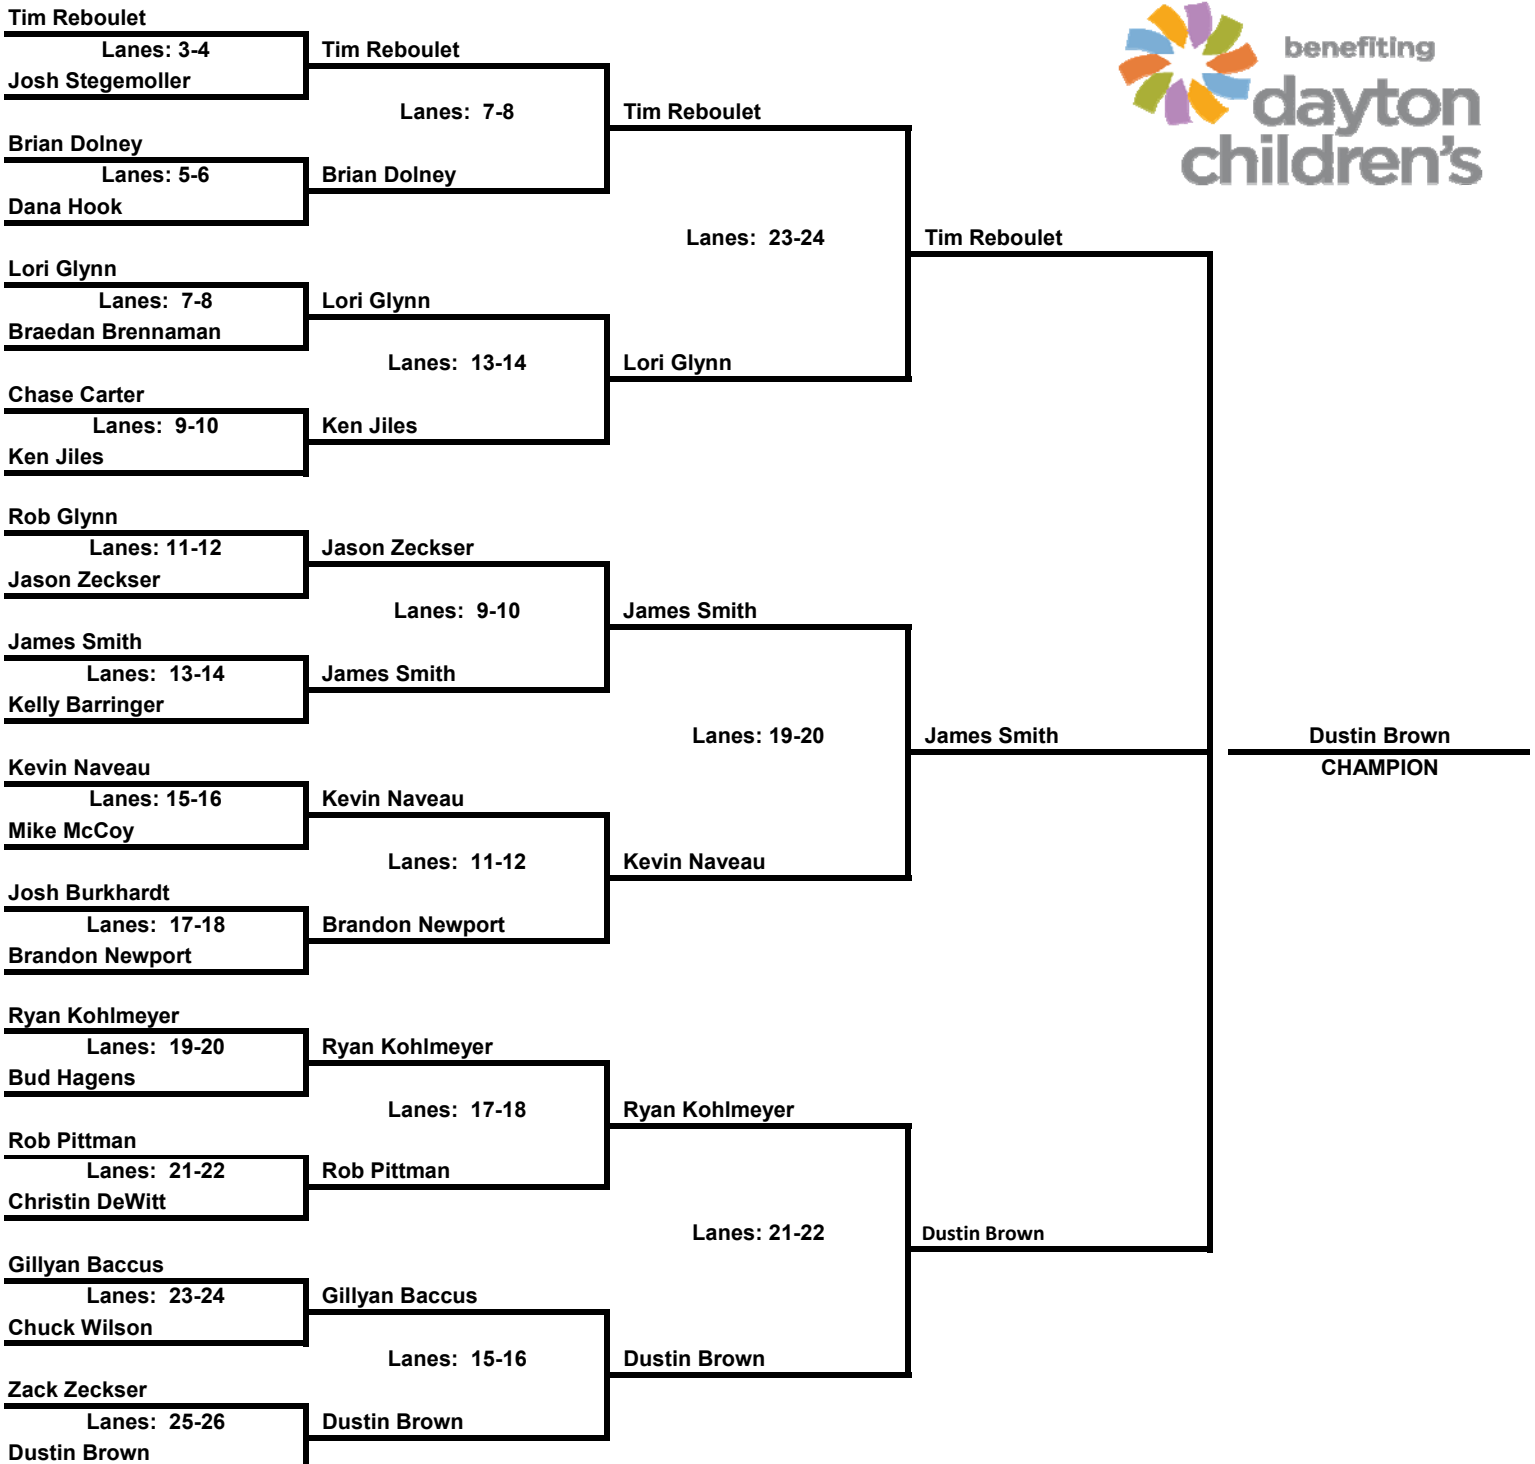 Tim Reboulet
Lanes: 3-4
Josh Stegemoller
Brian Dolney
Lanes: 5-6
Dana Hook
Lori Glynn
Lanes: 7-8
Braedan Brennaman
Chase Carter
Lanes: 9-10
Ken Jiles
Rob Glynn
Lanes: 11-12
Jason Zeckser
James Smith
Lanes: 13-14
Kelly Barringer
Kevin Naveau
Lanes: 15-16
Mike McCoy
Josh Burkhardt
Lanes: 17-18
Brandon Newport
Ryan Kohlmeyer
Lanes: 19-20
Bud Hagens
Rob Pittman
Lanes: 21-22
Christin DeWitt
Gillyan Baccus
Lanes: 23-24
Chuck Wilson
Zack Zeckser
Lanes: 25-26
Dustin Brown
Tim Reboulet
Lanes: 7-8
Brian Dolney
Lori Glynn
Lanes: 13-14
Ken Jiles
Jason Zeckser
Lanes: 9-10
James Smith
Kevin Naveau
Lanes: 11-12
Brandon Newport
Ryan Kohlmeyer
Lanes: 17-18
Rob Pittman
Gillyan Baccus
Lanes: 15-16
Dustin Brown
Tim Reboulet
Lanes: 23-24
Lori Glynn
James Smith
Lanes: 19-20
Kevin Naveau
Ryan Kohlmeyer
Lanes: 21-22
Dustin Brown
Tim Reboulet
James Smith
Dustin Brown
Dustin Brown
CHAMPION
benefiting
dayton
children's